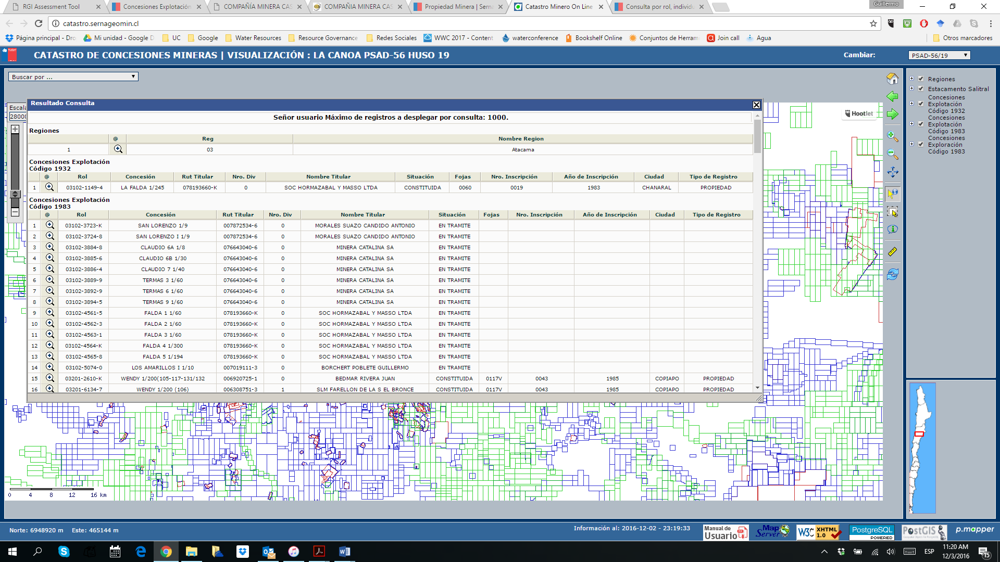 RGI Assessment Tool
Concesiones Explotación
COMPAÑÍA MINERA CAS
COMPAÑIA MINERA CAS
Propiedad Minera | Serna
Catastro Minero On Line
Consulta por rol, individu
Guillermo
catastro.sernageomin.cl
Página principal - Dro
Mi unidad - Google D
UC
Google
Water Resources
Resource Governance
Redes Sociales
WWC 2017 - Content
waterconference
Bookshelf Online
Conjuntos de Herram
Join call
Agua
Otros marcadores
CATASTRO DE CONCESIONES MINERAS | VISUALIZACIÓN : LA CANOA PSAD-56 HUSO 19
Cambiar:
PSAD-56/19
Buscar por ...
Escala
28000
Resultado Consulta
Señor usuario Máximo de registros a desplegar por consulta: 1000.
Regiones
@ Reg Nombre Region
1 03 Atacama
Concesiones Explotación
Código 1932
@ Rol Concesión Rut Titular Nro. Div Nombre Titular Situación Fojas Nro. Inscripción Año de Inscripción Ciudad Tipo de Registro
1 03102-1149-4 LA FALDA 1/245 078193660-K 0 SOC HORMAZABAL Y MASSO LTDA CONSTITUIDA 0060 0019 1983 CHANARAL PROPIEDAD
Concesiones Explotación
Código 1983
@ Rol Concesión Rut Titular Nro. Div Nombre Titular Situación Fojas Nro. Inscripción Año de Inscripción Ciudad Tipo de Registro
1 03102-3723-K SAN LORENZO 1/9 007872534-6 0 MORALES SUAZO CANDIDO ANTONIO EN TRAMITE
2 03102-3724-8 SAN LORENZO I 1/9 007872534-6 0 MORALES SUAZO CANDIDO ANTONIO EN TRAMITE
3 03102-3884-8 CLAUDIO 6A 1/8 076643040-6 0 MINERA CATALINA SA EN TRAMITE
4 03102-3885-6 CLAUDIO 6B 1/30 076643040-6 0 MINERA CATALINA SA EN TRAMITE
5 03102-3886-4 CLAUDIO 7 1/40 076643040-6 0 MINERA CATALINA SA EN TRAMITE
6 03102-3889-9 TERMAS 3 1/60 076643040-6 0 MINERA CATALINA SA EN TRAMITE
7 03102-3892-9 TERMAS 6 1/60 076643040-6 0 MINERA CATALINA SA EN TRAMITE
8 03102-3894-5 TERMAS 9 1/60 076643040-6 0 MINERA CATALINA SA EN TRAMITE
9 03102-4561-5 FALDA 1 1/60 078193660-K 0 SOC HORMAZABAL Y MASSO LTDA EN TRAMITE
10 03102-4562-3 FALDA 2 1/60 078193660-K 0 SOC HORMAZABAL Y MASSO LTDA EN TRAMITE
11 03102-4563-1 FALDA 3 1/60 078193660-K 0 SOC HORMAZABAL Y MASSO LTDA EN TRAMITE
12 03102-4564-K FALDA 4 1/300 078193660-K 0 SOC HORMAZABAL Y MASSO LTDA EN TRAMITE
13 03102-4565-8 FALDA 5 1/194 078193660-K 0 SOC HORMAZABAL Y MASSO LTDA EN TRAMITE
14 03102-5074-0 LOS AMARILLOS I 1/10 007019111-3 0 BORCHERT POBLETE GUILLERMO EN TRAMITE
15 03201-2610-K WENDY 1/200(105-117-131/132 006920725-1 0 BEDMAR RIVERA JUAN CONSTITUIDA 0117V 0043 1985 COPIAPO PROPIEDAD
16 03201-6134-7 WENDY 1/200 (106) 006308751-3 1 SLM FARELLON DE LA S EL BRONCE CONSTITUIDA 0117V 0043 1985 COPIAPO PROPIEDAD
Hootlet
Regiones
Estacamento Salitral
Concesiones
Explotación
Código 1932
Concesiones
Explotación
Código 1983
Concesiones
Exploración
Código 1983
0 4 8 12 16 Km
Norte: 6948920 m Este: 465144 m
Información al: 2016-12-02 - 23:19:33
Manual de
Usuario
Map
Server
W3C XHTML
1.0
PostgreSQL
POWERED
PostGIS
p.mapper
ESP
11:20 AM
12/3/2016
15